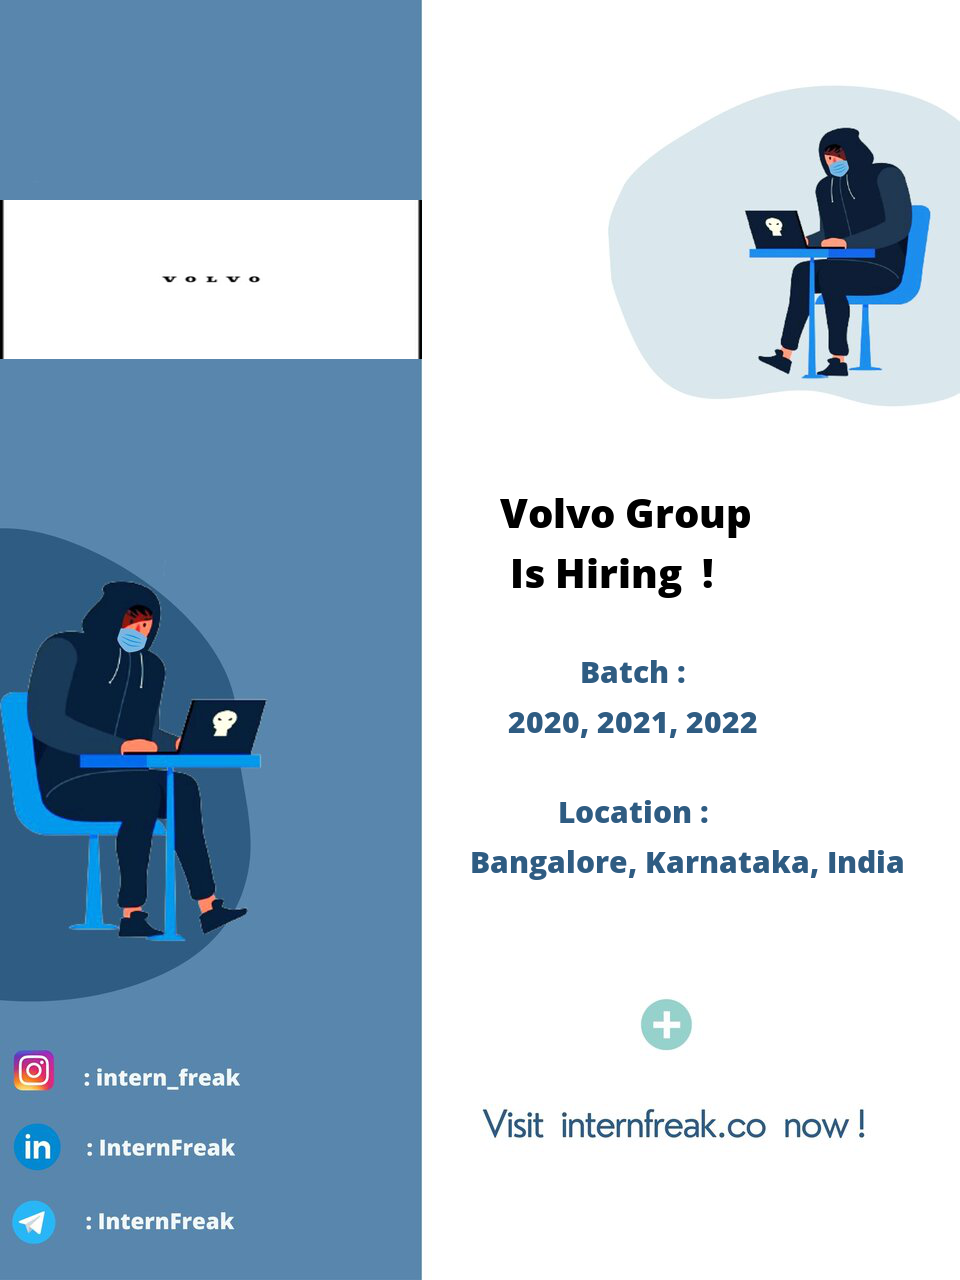 VOLVO
Volvo Group
Is Hiring !
Batch :
2020, 2021, 2022
Location :
Bangalore, Karnataka, India
Visit internfreak.co now !
: intern_freak
in : InternFreak
: InternFreak